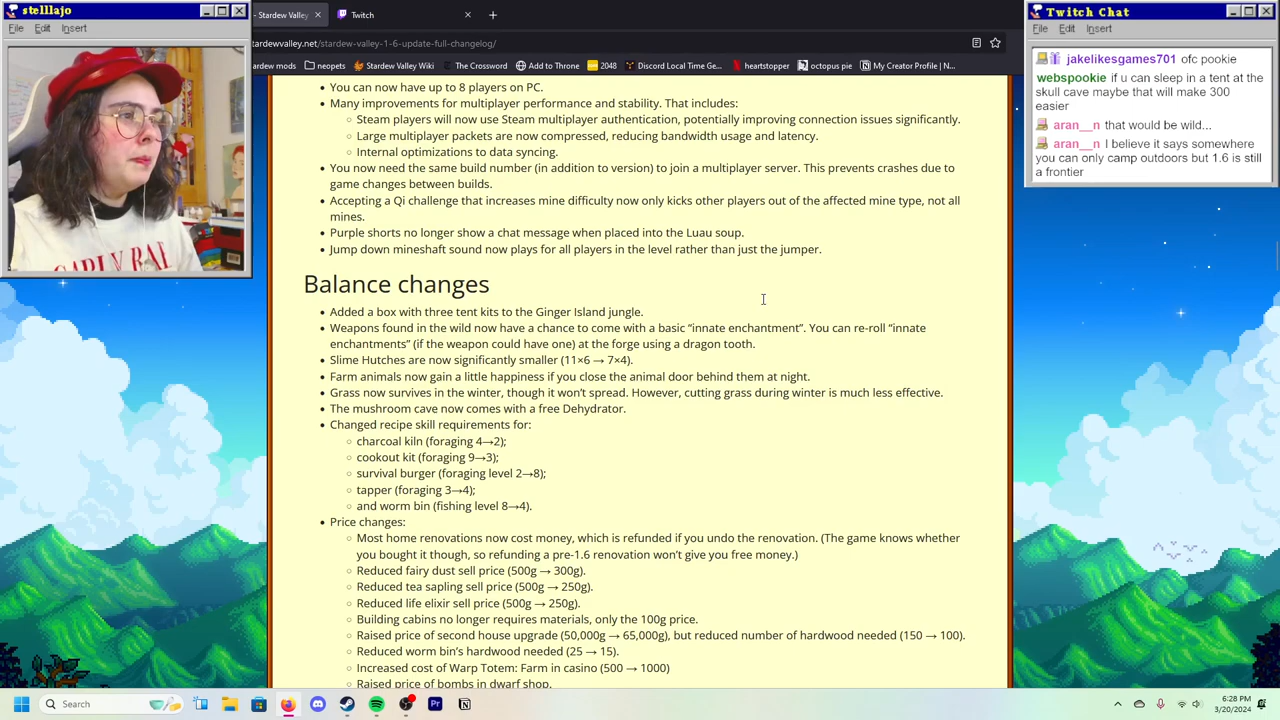 stelllajo
File Edit Insert
- Stardew Valley
Twitch
tardewvalley.net/stardew-valley-1-6-update-full-changelog/
ardew mods
Stardew Valley Wiki
The Crossword
Add to Throne
2048
Discord Local Time Ge...
heartstopper
octopus pie
My Creator Profile | N...
You can now have up to 8 players on PC.
Many improvements for multiplayer performance and stability. That includes:
Steam players will now use Steam multiplayer authentication, potentially improving connection issues significantly.
Large multiplayer packets are now compressed, reducing bandwidth usage and latency.
Internal optimizations to data syncing.
You now need the same build number (in addition to version) to join a multiplayer server. This prevents crashes due to
game changes between builds.
Accepting a Qi challenge that increases mine difficulty now only kicks other players out of the affected mine type, not all
mines.
Purple shorts no longer show a chat message when placed into the Luau soup.
Jump down mineshaft sound now plays for all players in the level rather than just the jumper.
Balance changes
Added a box with three tent kits to the Ginger Island jungle.
Weapons found in the wild now have a chance to come with a basic “innate enchantment”. You can re-roll “innate
enchantments” (if the weapon could have one) at the forge using a dragon tooth.
Slime Hutches are now significantly smaller (11×6 → 7×4).
Farm animals now gain a little happiness if you close the animal door behind them at night.
Grass now survives in the winter, though it won’t spread. However, cutting grass during winter is much less effective.
The mushroom cave now comes with a free Dehydrator.
Changed recipe skill requirements for:
charcoal kiln (foraging 4→2);
cookout kit (foraging 9→3);
survival burger (foraging level 2→8);
tapper (foraging 3→4);
and worm bin (fishing level 8→4).
Price changes:
Most home renovations now cost money, which is refunded if you undo the renovation. (The game knows whether
you bought it though, so refunding a pre-1.6 renovation won’t give you free money.)
Reduced fairy dust sell price (500g → 300g).
Reduced tea sapling sell price (500g → 250g).
Reduced life elixir sell price (500g → 250g).
Building cabins no longer requires materials, only the 100g price.
Raised price of second house upgrade (50,000g → 65,000g), but reduced number of hardwood needed (150 → 100).
Reduced worm bin’s hardwood needed (25 → 15).
Increased cost of Warp Totem: Farm in casino (500 → 1000)
Raised price of bombs in dwarf shop.
Twitch Chat
File Edit Insert
jakelikesgames701 ofc pookie
webspookie if u can sleep in a tent at the
skull cave maybe that will make 300
easier
aran__n that would be wild...
aran__n I believe it says somewhere
you can only camp outdoors but 1.6 is still
a frontier
Search
6:28 PM
3/20/2024